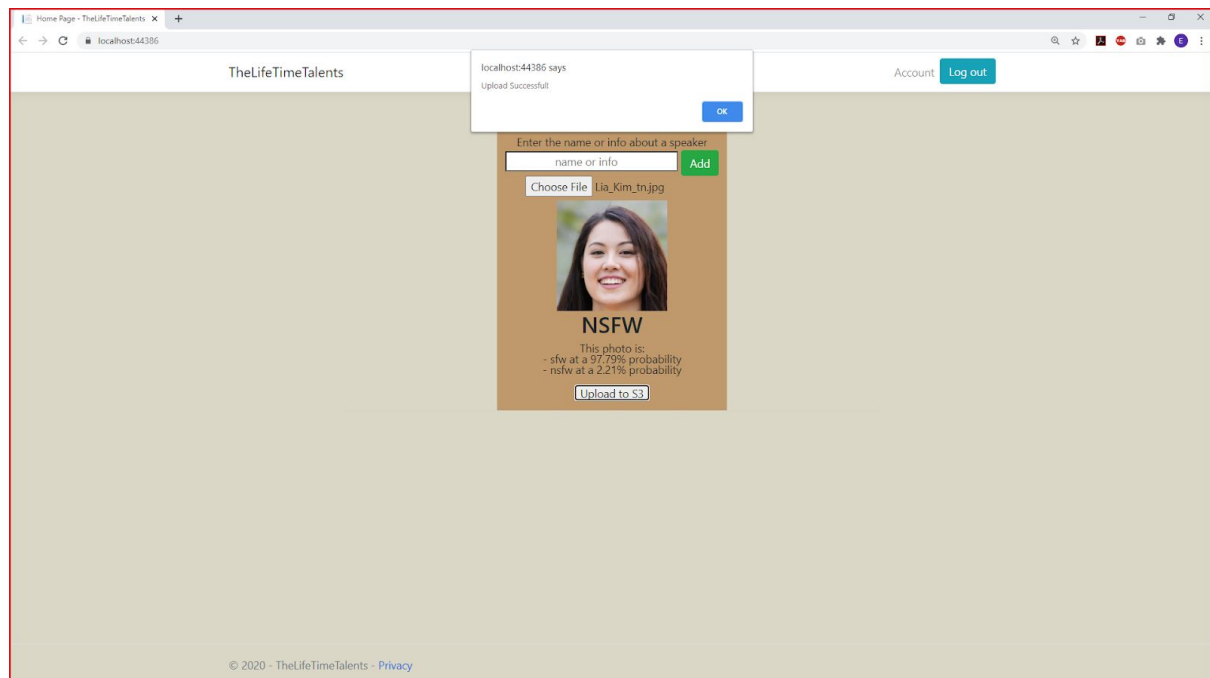 Home Page - TheLifeTimeTalents
localhost:44386
TheLifeTimeTalents
Account Log out
localhost:44386 says
Upload Successfull
OK
Enter the name or info about a speaker
name or info Add
Choose File Lia_Kim_tn.jpg
NSFW
This photo is:
- sfw at a 97.79% probability
- nsfw at a 2.21% probability
Upload to S3
© 2020 - TheLifeTimeTalents - Privacy